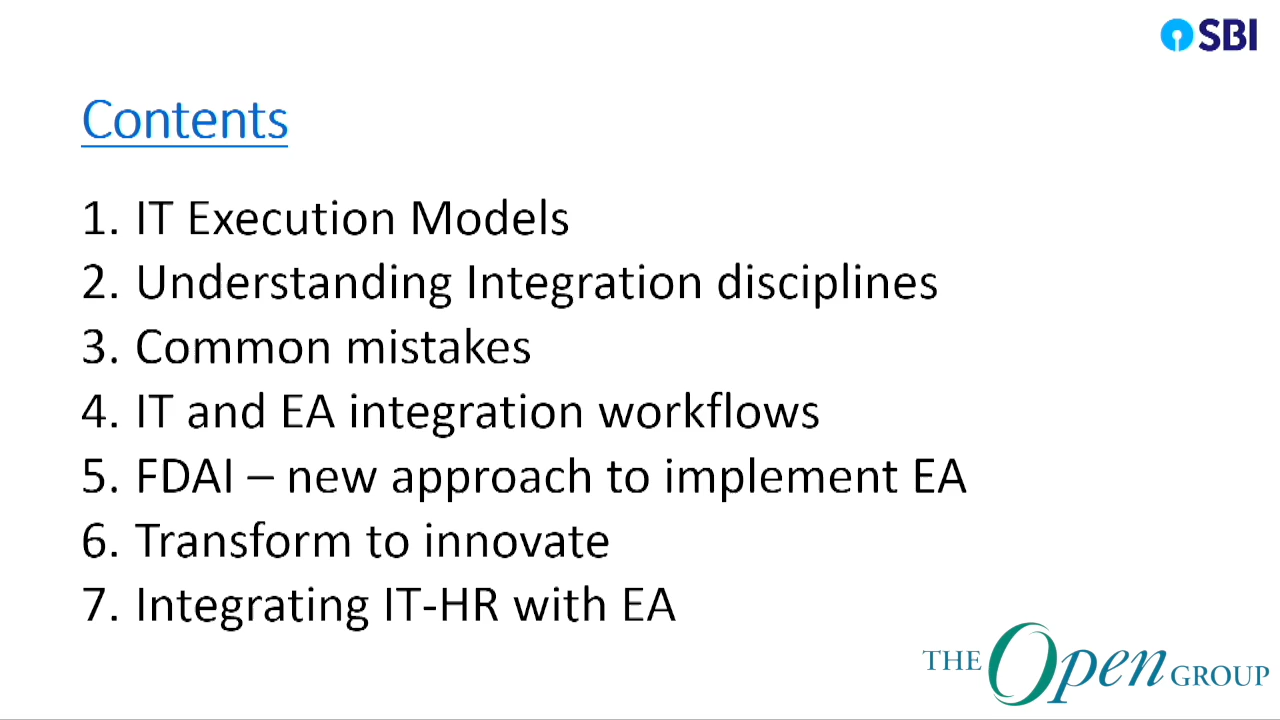 SBI
Contents
1. IT Execution Models
2. Understanding Integration disciplines
3. Common mistakes
4. IT and EA integration workflows
5. FDAI – new approach to implement EA
6. Transform to innovate
7. Integrating IT-HR with EA
THE Open GROUP